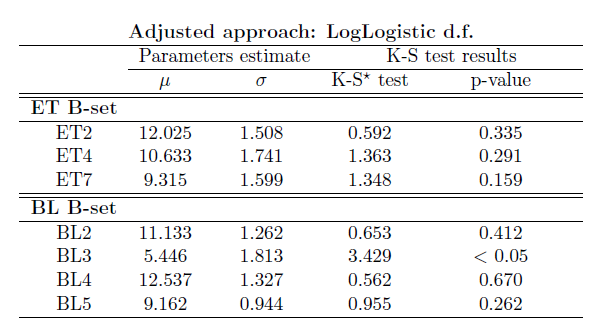 Adjusted approach: LogLogistic d.f.
Parameters estimate K-S test results
μ σ K-S⋆ test p-value
ET B-set
ET2 12.025 1.508 0.592 0.335
ET4 10.633 1.741 1.363 0.291
ET7 9.315 1.599 1.348 0.159
BL B-set
BL2 11.133 1.262 0.653 0.412
BL3 5.446 1.813 3.429 < 0.05
BL4 12.537 1.327 0.562 0.670
BL5 9.162 0.944 0.955 0.262